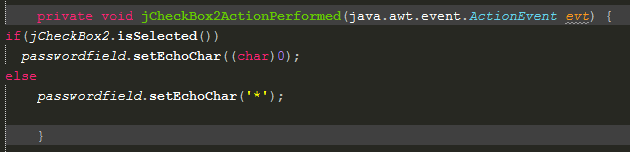 private void jCheckBox2ActionPerformed(java.awt.event.ActionEvent evt) {
if(jCheckBox2.isSelected())
passwordfield.setEchoChar((char)0);
else
passwordfield.setEchoChar('*');
}